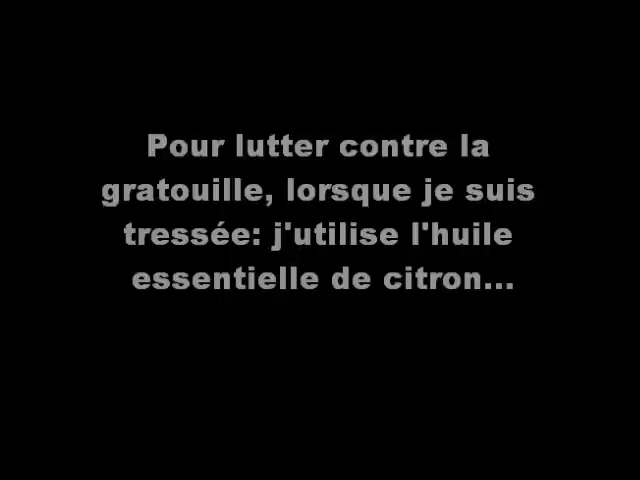 Pour lutter contre la
gratouille, lorsque je suis
tressée: j'utilise l'huile
essentielle de citron...